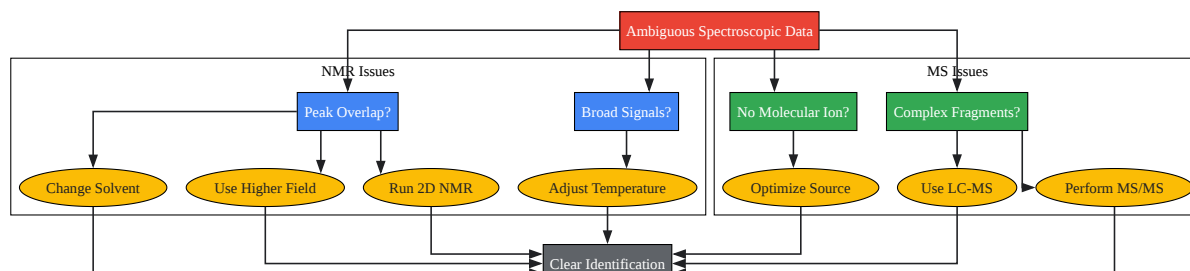 Ambiguous Spectroscopic Data
NMR Issues
MS Issues
Peak Overlap?
Broad Signals?
No Molecular Ion?
Complex Fragments?
Change Solvent
Use Higher Field
Run 2D NMR
Adjust Temperature
Optimize Source
Use LC-MS
Perform MS/MS
Clear Identification